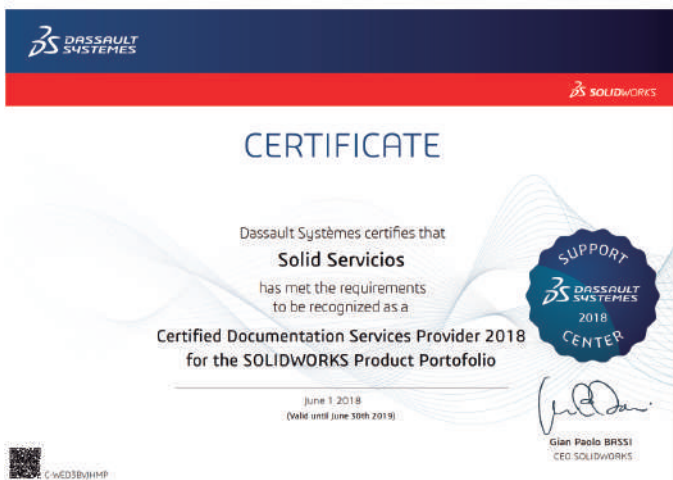 DASSAULT
SYSTEMES
SOLIDWORKS
CERTIFICATE
Dassault Systèmes certifies that
Solid Servicios
has met the requirements
to be recognized as a
Certified Documentation Services Provider 2018
for the SOLIDWORKS Product Portofolio
SUPPORT
DASSAULT
SYSTEMES
2018
CENTER
June 1 2018
(Valid until June 30th 2019)
Gian Paolo BASSI
CEO SOLIDWORKS
C-WED3BVJHMP